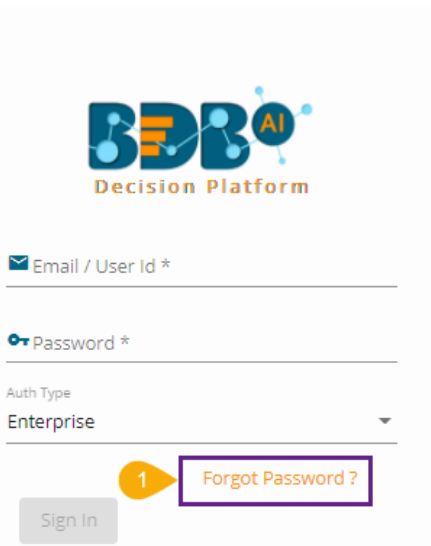 BDB AI
Decision Platform
Email / User Id *
Password *
Auth Type
Enterprise
1 Forgot Password ?
Sign In